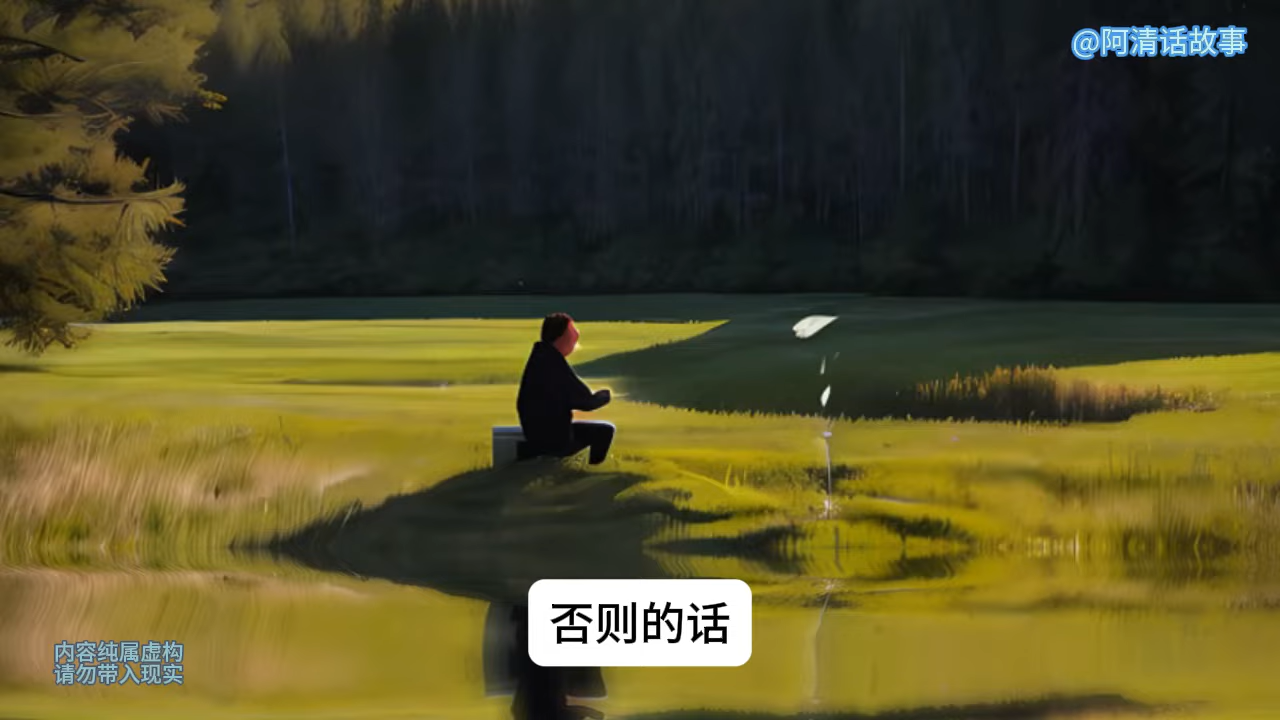 @阿清话故事
否则的话
内容纯属虚构
请勿带入现实